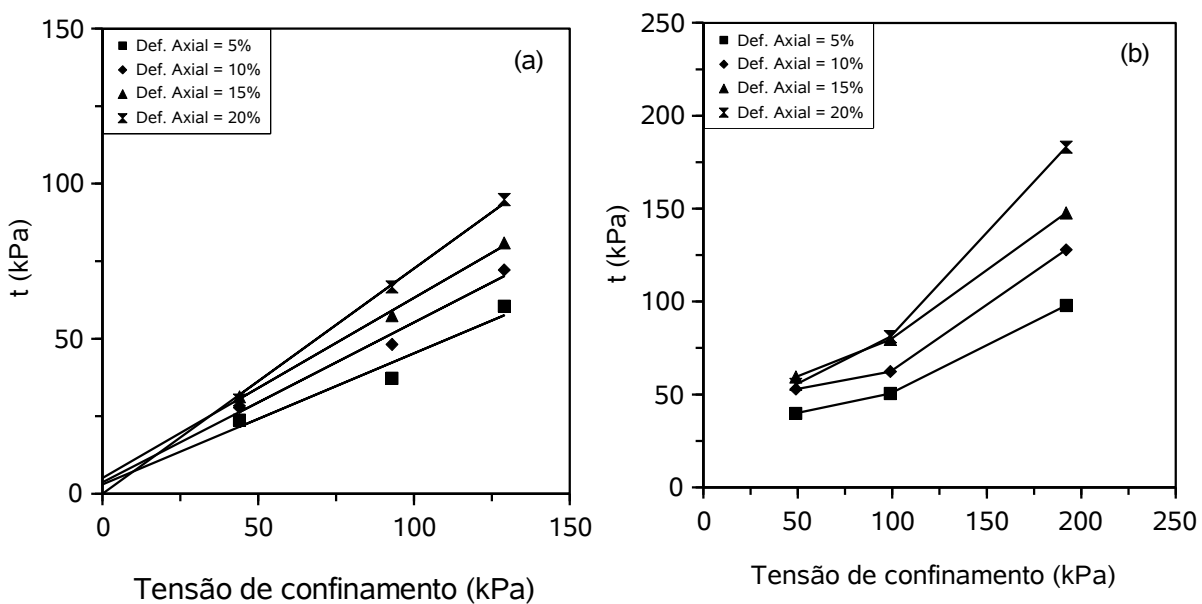 150
Def. Axial = 5%
Def. Axial = 10%
Def. Axial = 15%
Def. Axial = 20%
(a)
100
50
0
t (kPa)
0
50
100
150
Tensão de confinamento (kPa)
250
Def. Axial = 5%
Def. Axial = 10%
Def. Axial = 15%
Def. Axial = 20%
(b)
200
150
100
50
0
t (kPa)
0
50
100
150
200
250
Tensão de confinamento (kPa)